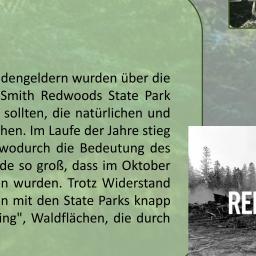 dengeldern wurden über die
Smith Redwoods State Park
sollten, die natürlichen und
hen. Im Laufe der Jahre stieg
wodurch die Bedeutung des
de so groß, dass im Oktober
n wurden. Trotz Widerstand
n mit den State Parks knapp
ing", Waldflächen, die durch
RE